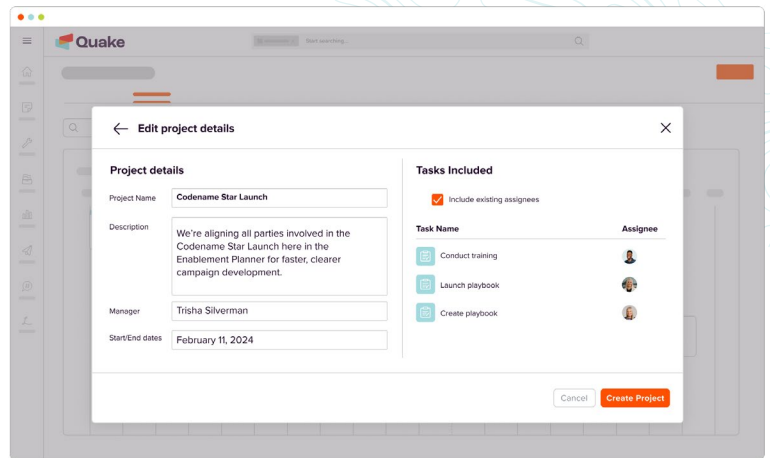 Quake
Start searching...
Edit project details
Project details
Project Name
Codename Star Launch
Description
We're aligning all parties involved in the
Codename Star Launch here in the
Enablement Planner for faster, clearer
campaign development.
Manager
Trisha Silverman
Start/End dates
February 11, 2024
Tasks Included
Include existing assignees
Task Name Assignee
Conduct training
Launch playbook
Create playbook
Cancel Create Project